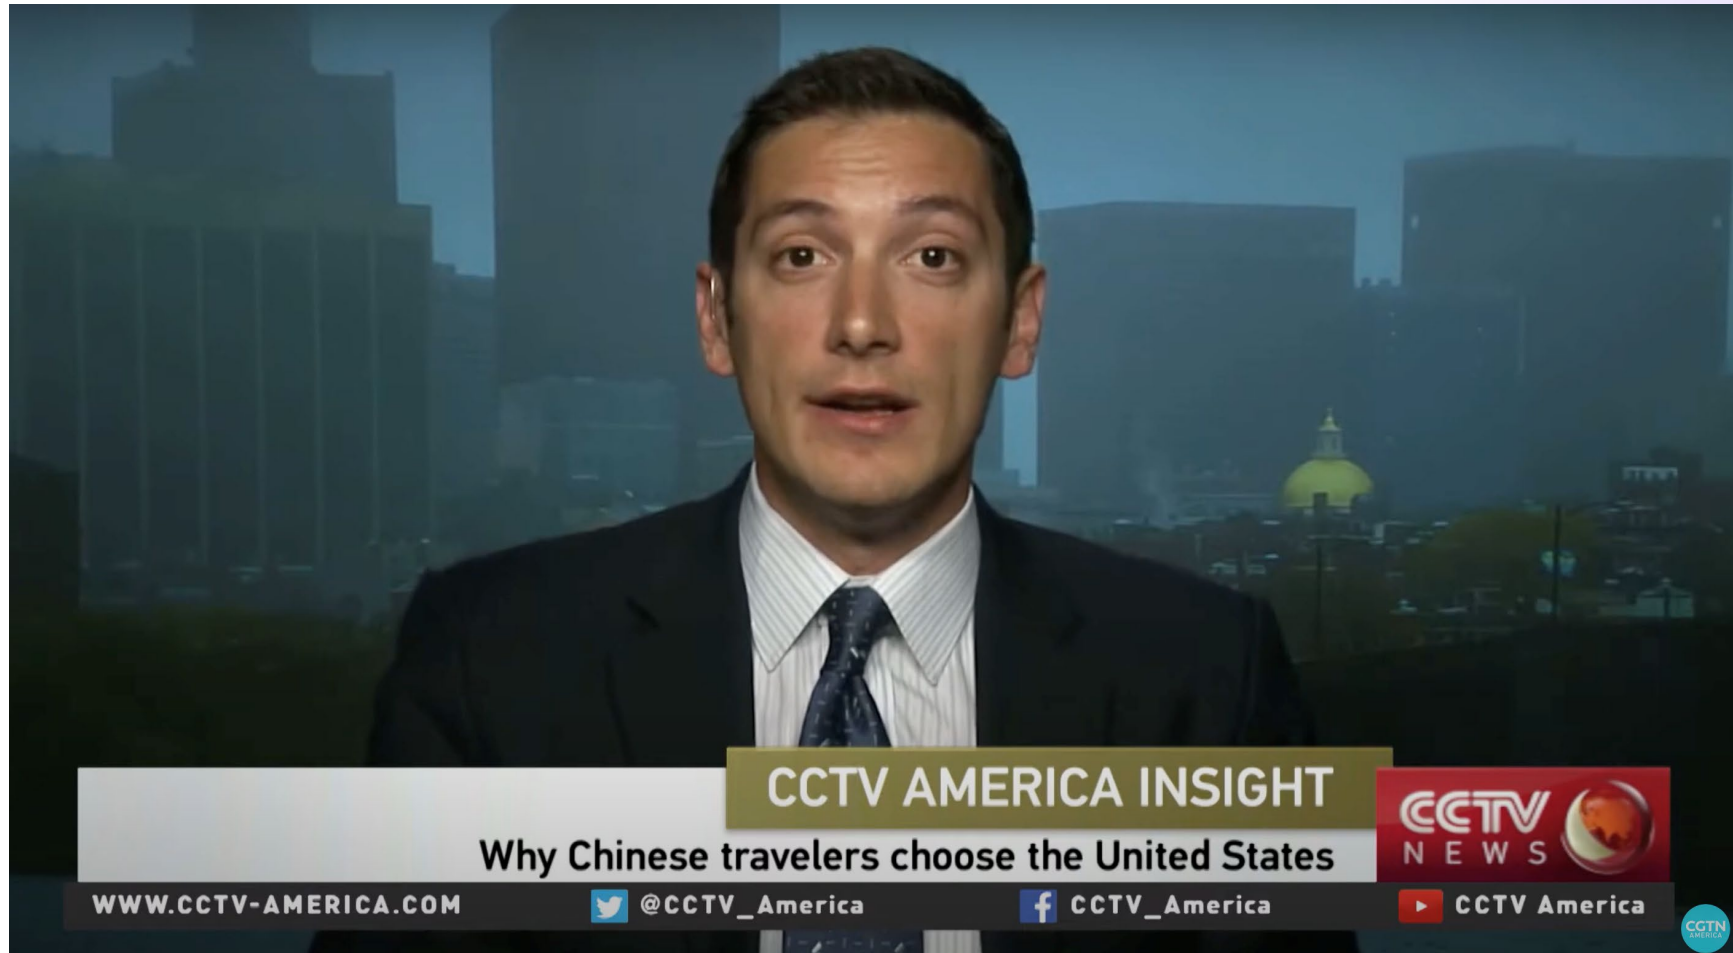 CCTV AMERICA INSIGHT
Why Chinese travelers choose the United States
CCTV
NEWS
WWW.CCTV-AMERICA.COM
@CCTV_America
CCTV_America
CCTV America
CGTN
AMERICA